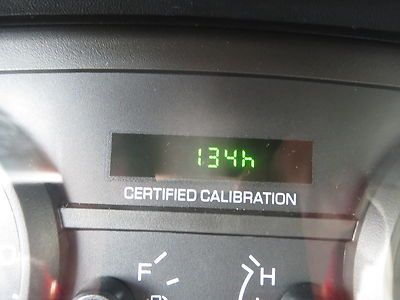 134h
CERTIFIED CALIBRATION
F H